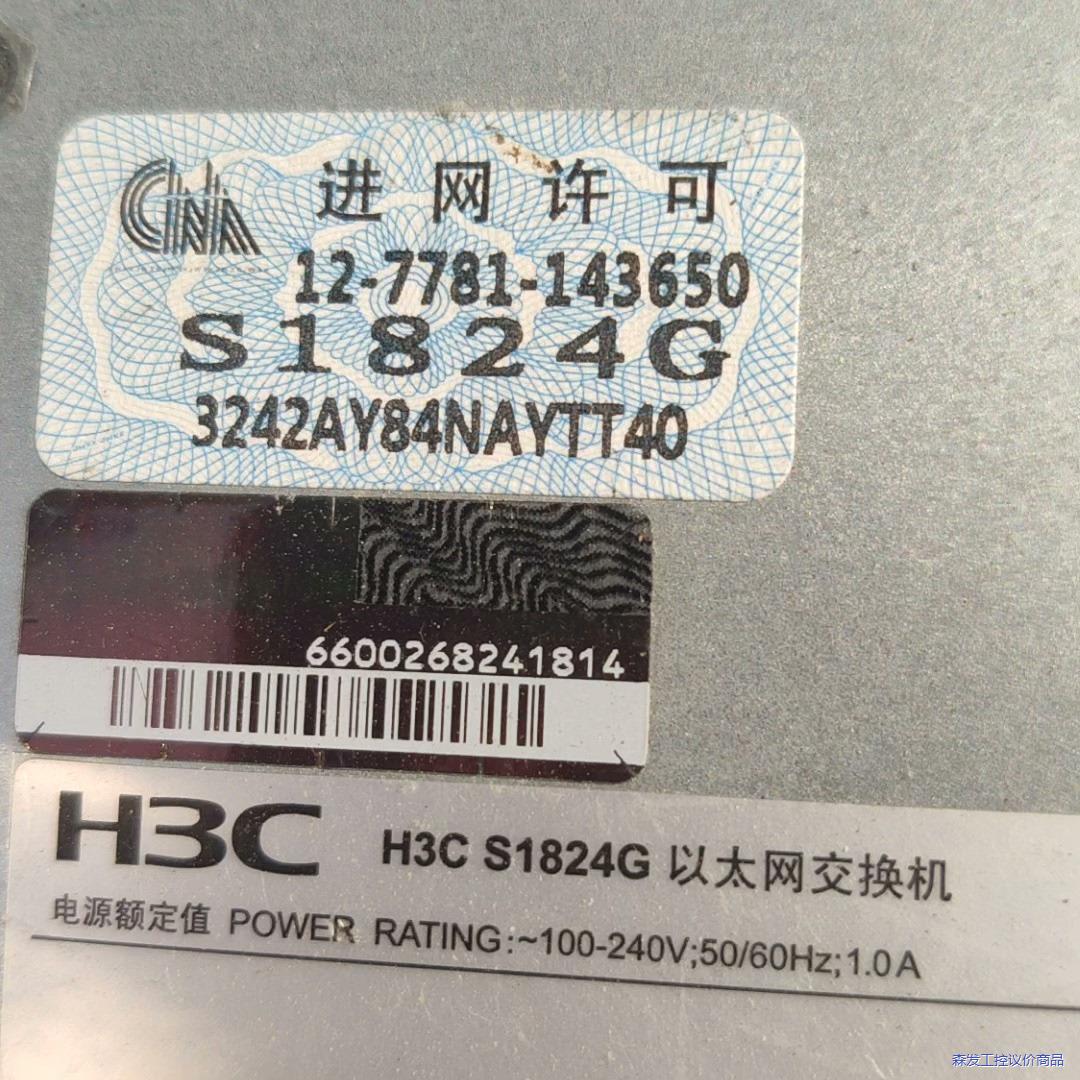 CNA 进网许可
12-7781-143650
S1824G
3242AY84NAYTT40
6600268241814
H3C H3C S1824G 以太网交换机
电源额定值 POWER RATING:~100-240V;50/60Hz;1.0A
森发工控议价商品